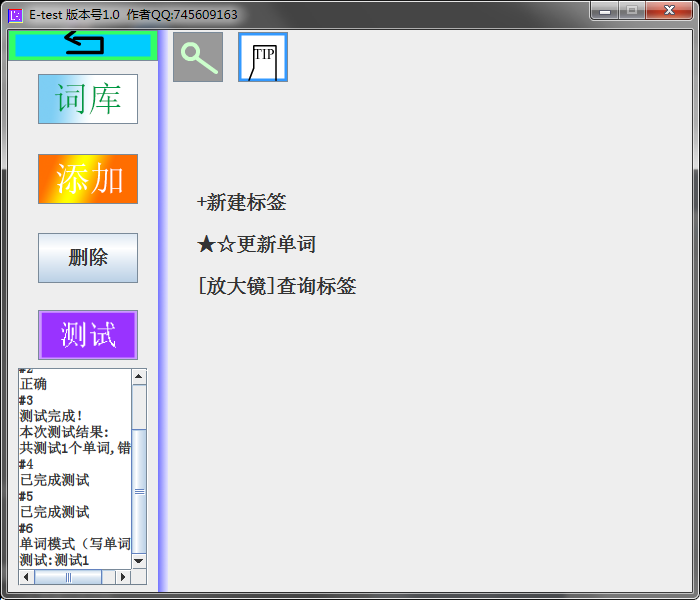 E-test 版本号1.0 作者QQ:745609163
词库
添加
删除
测试
TIP
+新建标签
★☆更新单词
[放大镜]查询标签
#2
正确
#3
测试完成!
本次测试结果:
共测试1个单词,错
#4
已完成测试
#5
已完成测试
#6
单词模式（写单词
测试:测试1